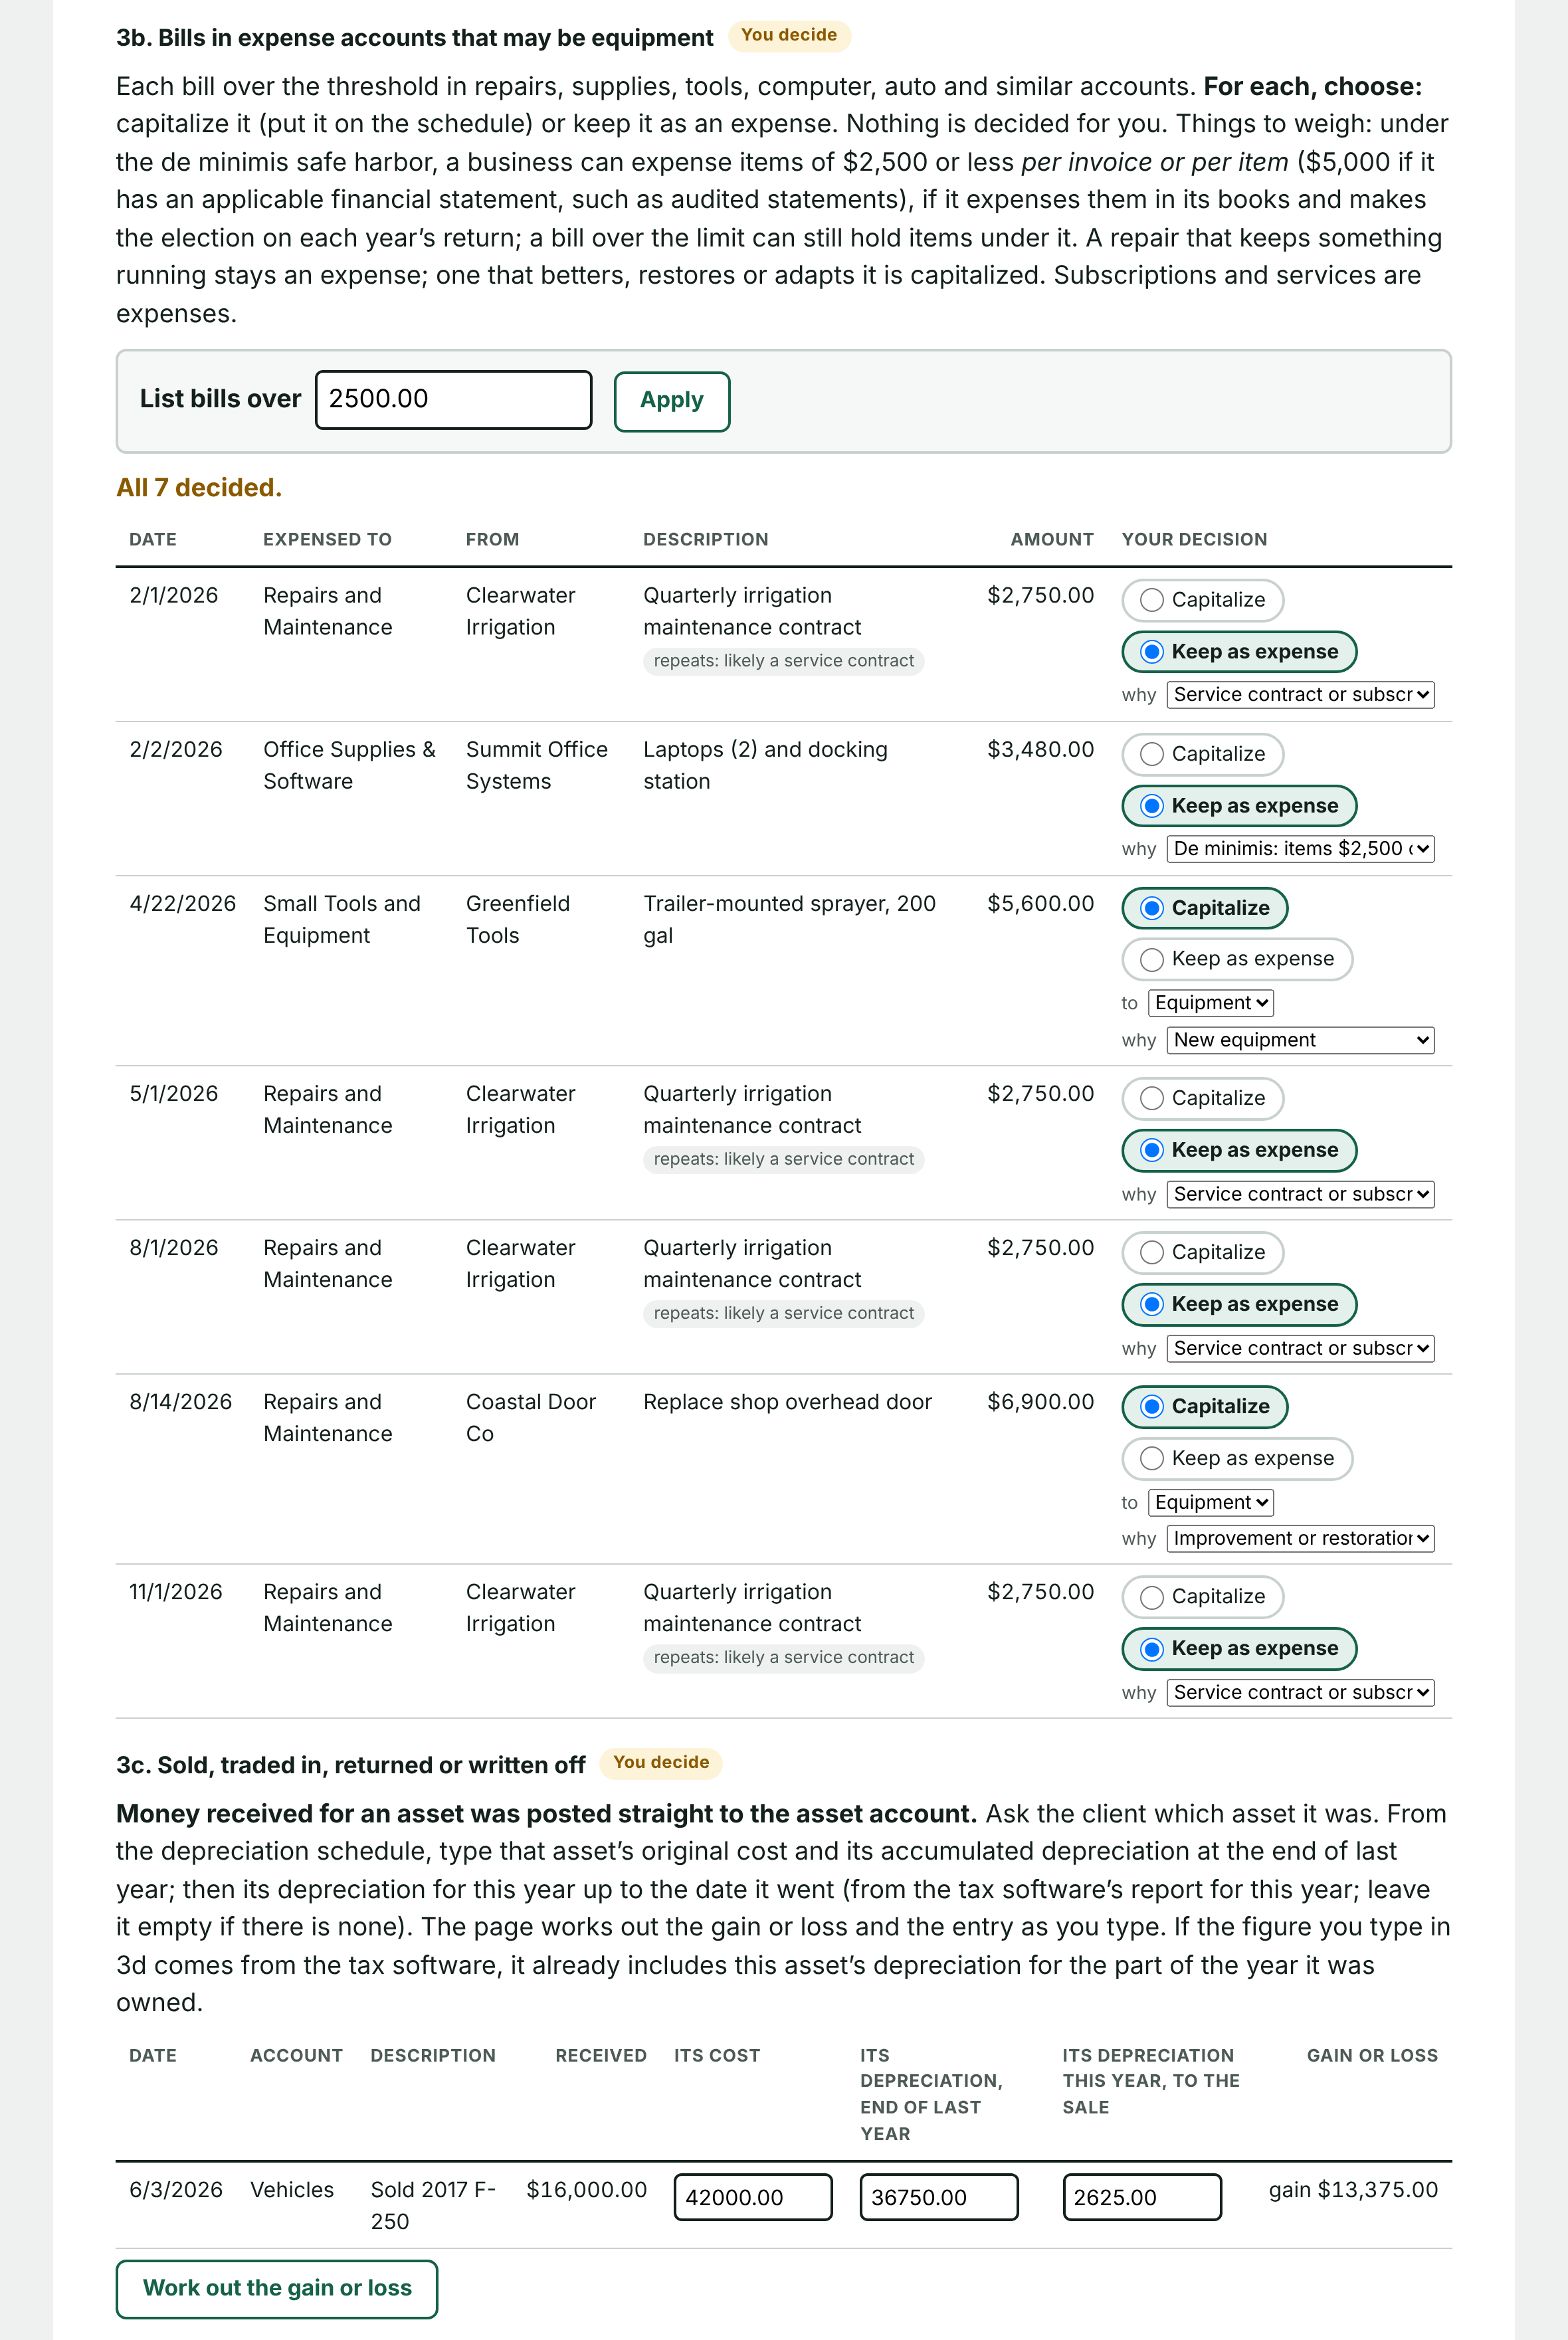 3b. Bills in expense accounts that may be equipment You decide
Each bill over the threshold in repairs, supplies, tools, computer, auto and similar accounts. For each, choose:
capitalize it (put it on the schedule) or keep it as an expense. Nothing is decided for you. Things to weigh: under
the de minimis safe harbor, a business can expense items of $2,500 or less per invoice or per item ($5,000 if it
has an applicable financial statement, such as audited statements), if it expenses them in its books and makes
the election on each year’s return; a bill over the limit can still hold items under it. A repair that keeps something
running stays an expense; one that betters, restores or adapts it is capitalized. Subscriptions and services are
expenses.
List bills over 2500.00 Apply
All 7 decided.
DATE EXPENSED TO FROM DESCRIPTION AMOUNT YOUR DECISION
2/1/2026 Repairs and Clearwater Quarterly irrigation $2,750.00 Capitalize
Maintenance Irrigation maintenance contract
repeats: likely a service contract Keep as expense
why Service contract or subscr
2/2/2026 Office Supplies & Summit Office Laptops (2) and docking $3,480.00 Capitalize
Software Systems station
Keep as expense
why De minimis: items $2,500
4/22/2026 Small Tools and Greenfield Trailer-mounted sprayer, 200 $5,600.00 Capitalize
Equipment Tools gal
Keep as expense
to Equipment
why New equipment
5/1/2026 Repairs and Clearwater Quarterly irrigation $2,750.00 Capitalize
Maintenance Irrigation maintenance contract
repeats: likely a service contract Keep as expense
why Service contract or subscr
8/1/2026 Repairs and Clearwater Quarterly irrigation $2,750.00 Capitalize
Maintenance Irrigation maintenance contract
repeats: likely a service contract Keep as expense
why Service contract or subscr
8/14/2026 Repairs and Coastal Door Replace shop overhead door $6,900.00 Capitalize
Maintenance Co
Keep as expense
to Equipment
why Improvement or restoration
11/1/2026 Repairs and Clearwater Quarterly irrigation $2,750.00 Capitalize
Maintenance Irrigation maintenance contract
repeats: likely a service contract Keep as expense
why Service contract or subscr
3c. Sold, traded in, returned or written off You decide
Money received for an asset was posted straight to the asset account. Ask the client which asset it was. From
the depreciation schedule, type that asset’s original cost and its accumulated depreciation at the end of last
year; then its depreciation for this year up to the date it went (from the tax software’s report for this year; leave
it empty if there is none). The page works out the gain or loss and the entry as you type. If the figure you type in
3d comes from the tax software, it already includes this asset’s depreciation for the part of the year it was
owned.
DATE ACCOUNT DESCRIPTION RECEIVED ITS COST ITS ITS DEPRECIATION GAIN OR LOSS
DEPRECIATION, THIS YEAR, TO THE
END OF LAST SALE
YEAR
6/3/2026 Vehicles Sold 2017 F- $16,000.00 42000.00 36750.00 2625.00 gain $13,375.00
250
Work out the gain or loss